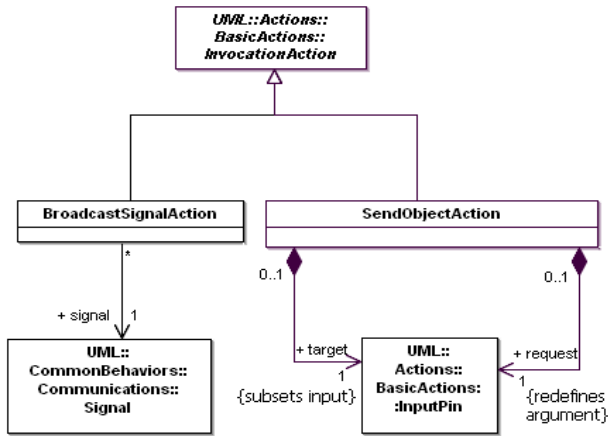 UML::Actions::
BasicActions::
InvocationAction
BroadcastSignalAction
SendObjectAction
*
0..1
0..1
+ signal
1
+ target
1
+ request
1
UML::
CommonBehaviors::
Communications::
Signal
UML::
Actions::
BasicActions:
:InputPin
{subsets input}
{redefines
argument}